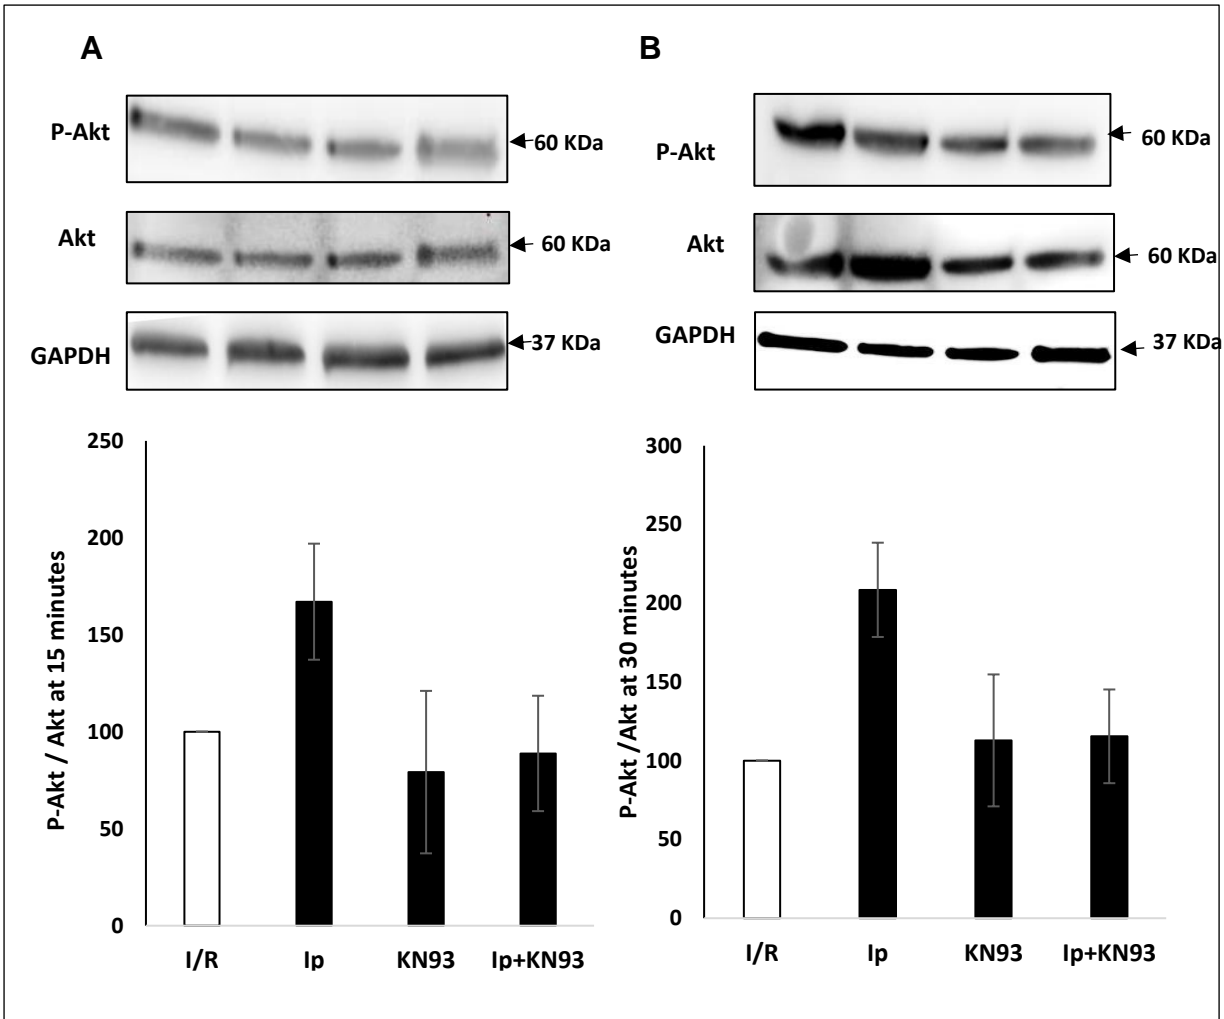 A
P-Akt
60 KDa
Akt
60 KDa
GAPDH
37 KDa
250
200
150
100
50
0
P-Akt / Akt at 15 minutes
I/R Ip KN93 Ip+KN93
B
P-Akt
60 KDa
Akt
60 KDa
GAPDH
37 KDa
300
250
200
150
100
50
0
P-Akt /Akt at 30 minutes
I/R Ip KN93 Ip+KN93